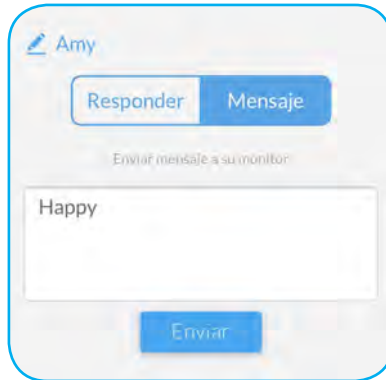 Amy
Responder Mensaje
Enviar mensaje a su monitor
Happy
Enviar